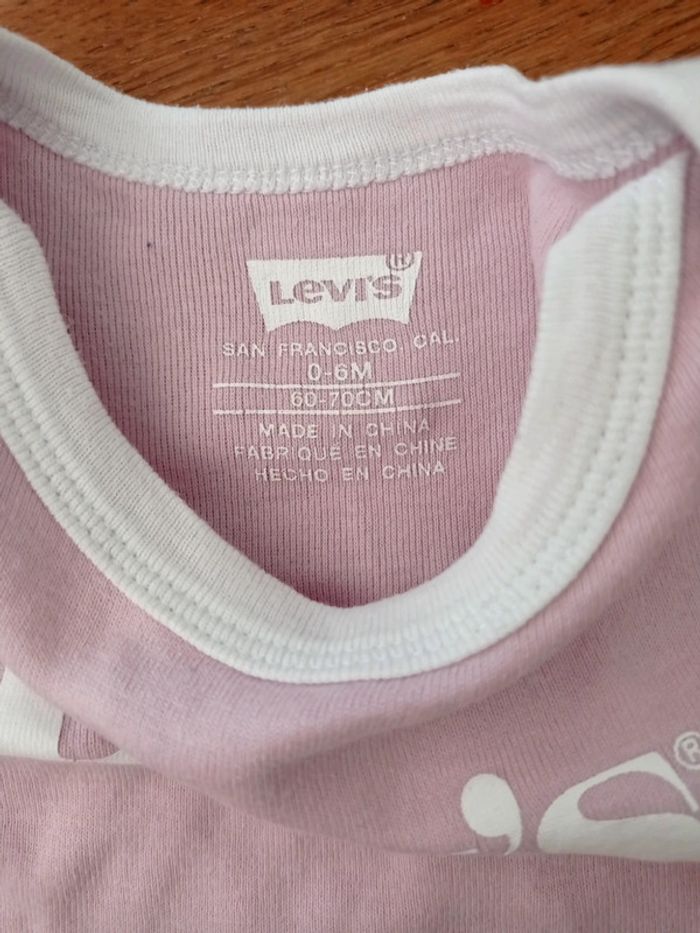 Levi's®
SAN FRANCISCO, CAL.
0-6M
60-70CM
MADE IN CHINA
FABRIQUÉ EN CHINE
HECHO EN CHINA
's®